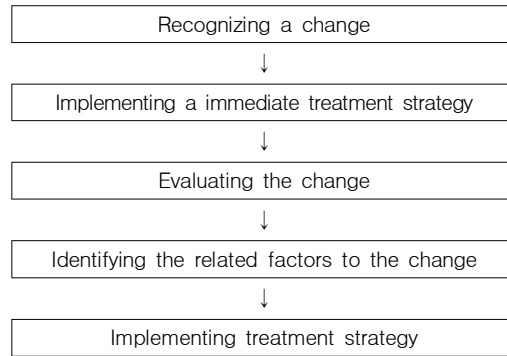 Recognizing a change
↓
Implementing a immediate treatment strategy
↓
Evaluating the change
↓
Identifying the related factors to the change
↓
Implementing treatment strategy